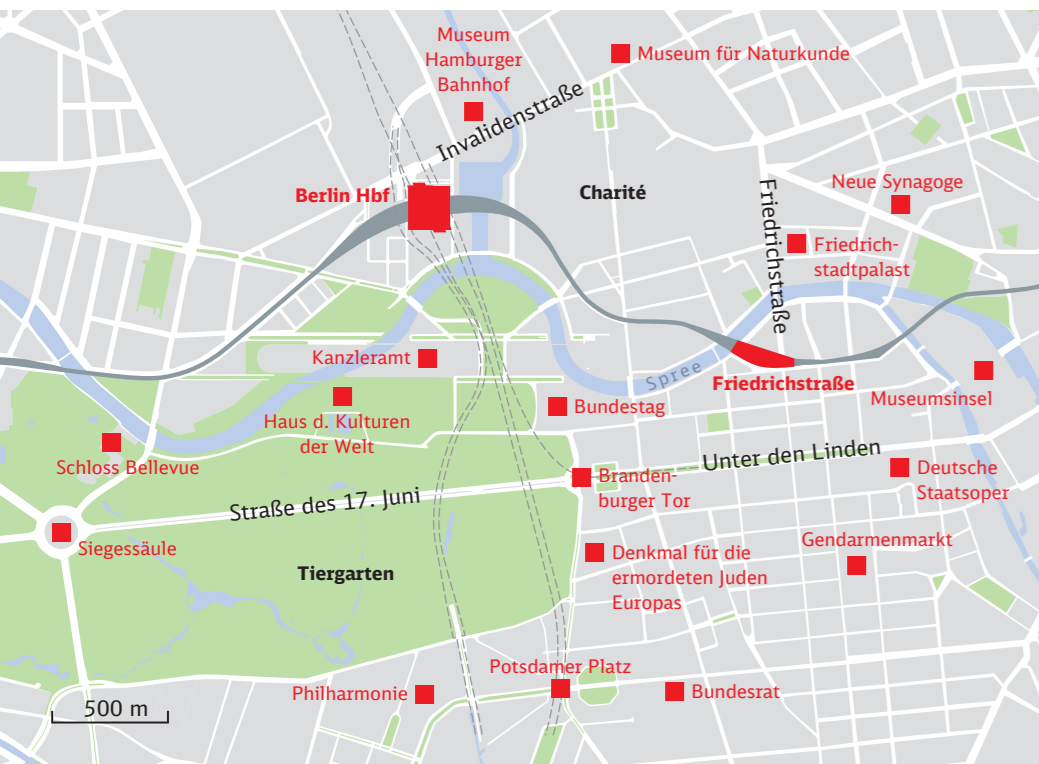 Museum
Hamburger
Bahnhof
Museum für Naturkunde
Invalidenstraße
Berlin Hbf
Charité
Neue Synagoge
Friedrichstraße
Friedrich-
stadtpalast
Kanzleramt
Spree
Friedrichstraße
Museumsinsel
Haus d. Kulturen
der Welt
Bundestag
Schloss Bellevue
Unter den Linden
Branden-
burger Tor
Deutsche
Staatsoper
Straße des 17. Juni
Siegessäule
Gendarmenmarkt
Denkmal für die
ermordeten Juden
Europas
Tiergarten
Potsdamer Platz
Philharmonie
Bundesrat
500 m